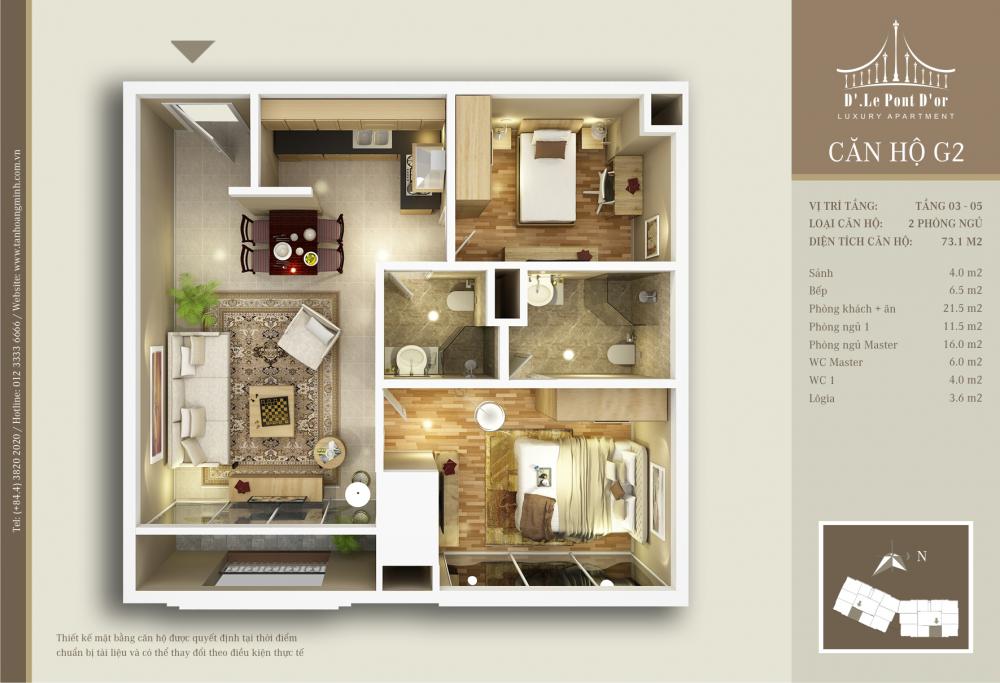 D'.Le Pont D'or
LUXURY APARTMENT
CĂN HỘ G2
VỊ TRÍ TẦNG: TẦNG 03 - 05
LOẠI CĂN HỘ: 2 PHÒNG NGỦ
DIỆN TÍCH CĂN HỘ: 73.1 M2
Sảnh 4.0 m2
Bếp 6.5 m2
Phòng khách + ăn 21.5 m2
Phòng ngủ 1 11.5 m2
Phòng ngủ Master 16.0 m2
WC Master 6.0 m2
WC 1 4.0 m2
Lôgia 3.6 m2
N
Thiết kế mặt bằng căn hộ được quyết định tại thời điểm
chuẩn bị tài liệu và có thể thay đổi theo điều kiện thực tế
Tel: (+84.4) 3820 2020 / Hotline: 012 3333 6666 / Website: www.tanhoangminh.com.vn